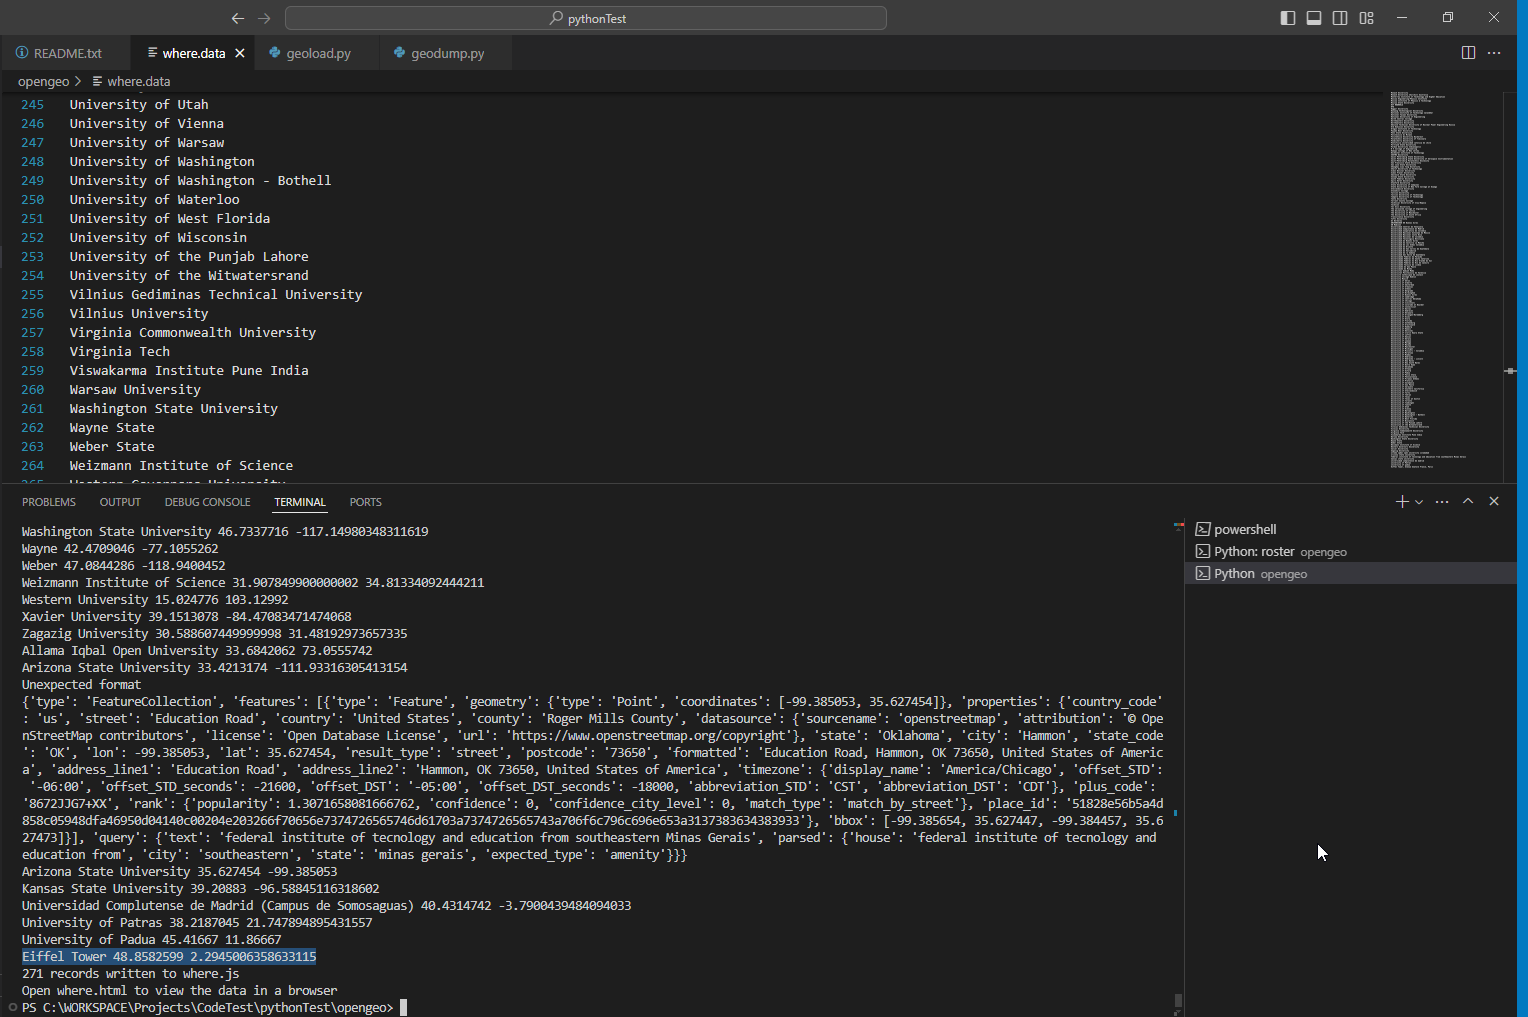 pythonTest
README.txt
where.data
geoload.py
geodump.py
opengeo > where.data
245 University of Utah
246 University of Vienna
247 University of Warsaw
248 University of Washington
249 University of Washington - Bothell
250 University of Waterloo
251 University of West Florida
252 University of Wisconsin
253 University of the Punjab Lahore
254 University of the Witwatersrand
255 Vilnius Gediminas Technical University
256 Vilnius University
257 Virginia Commonwealth University
258 Virginia Tech
259 Viswakarma Institute Pune India
260 Warsaw University
261 Washington State University
262 Wayne State
263 Weber State
264 Weizmann Institute of Science
265 Western Governors University
PROBLEMS OUTPUT DEBUG CONSOLE TERMINAL PORTS
Washington State University 46.7337716 -117.14980348311619
Wayne 42.4709046 -77.1055262
Weber 47.0844286 -118.9400452
Weizmann Institute of Science 31.907849900000002 34.81334092444211
Western University 15.024776 103.12992
Xavier University 39.1513078 -84.47083471474068
Zagazig University 30.588607449999998 31.48192973657335
Allama Iqbal Open University 33.6842062 73.0555742
Arizona State University 33.4213174 -111.93316305413154
Unexpected format
{'type': 'FeatureCollection', 'features': [{'type': 'Feature', 'geometry': {'type': 'Point', 'coordinates': [-99.385053, 35.627454]}, 'properties': {'country_code'
: 'us', 'street': 'Education Road', 'country': 'United States', 'county': 'Roger Mills County', 'datasource': {'sourcename': 'openstreetmap', 'attribution': '© Ope
nStreetMap contributors', 'license': 'Open Database License', 'url': 'https://www.openstreetmap.org/copyright'}, 'state': 'Oklahoma', 'city': 'Hammon', 'state_code
': 'OK', 'lon': -99.385053, 'lat': 35.627454, 'result_type': 'street', 'postcode': '73650', 'formatted': 'Education Road, Hammon, OK 73650, United States of Americ
a', 'address_line1': 'Education Road', 'address_line2': 'Hammon, OK 73650, United States of America', 'timezone': {'display_name': 'America/Chicago', 'offset_STD':
'-06:00', 'offset_STD_seconds': -21600, 'offset_DST': '-05:00', 'offset_DST_seconds': -18000, 'abbreviation_STD': 'CST', 'abbreviation_DST': 'CDT'}, 'plus_code':
'8672JJG7+XX', 'rank': {'popularity': 1.3071658081666762, 'confidence': 0, 'confidence_city_level': 0, 'match_type': 'match_by_street'}, 'place_id': '51828e56b5a4d
858c05948dfa46950d04140c00204e203266f70656e7374726565746d61703a7374726565743a706f6c796c696e653a3137383634383933'}, 'bbox': [-99.385654, 35.627447, -99.384457, 35.6
27473]}], 'query': {'text': 'federal institute of tecnology and education from southeastern Minas Gerais', 'parsed': {'house': 'federal institute of tecnology and
education from', 'city': 'southeastern', 'state': 'minas gerais', 'expected_type': 'amenity'}}}
Arizona State University 35.627454 -99.385053
Kansas State University 39.20883 -96.58845116318602
Universidad Complutense de Madrid (Campus de Somosaguas) 40.4314742 -3.7900439484094033
University of Patras 38.2187045 21.747894895431557
University of Padua 45.41667 11.86667
Eiffel Tower 48.8582599 2.2945006358633115
271 records written to where.js
Open where.html to view the data in a browser
PS C:\WORKSPACE\Projects\CodeTest\pythonTest\opengeo>
powershell
Python: roster opengeo
Python opengeo